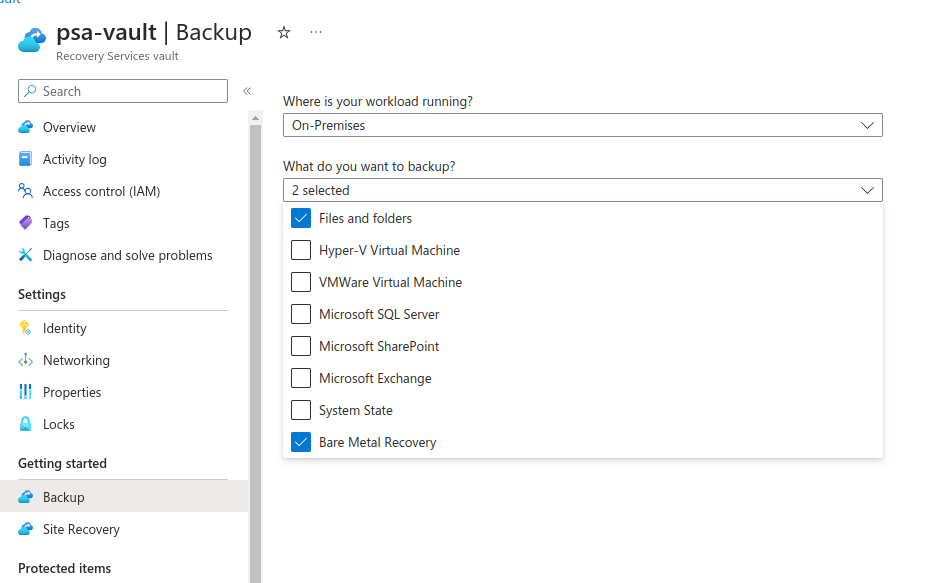 psa-vault | Backup
Recovery Services vault
Search
Overview
Activity log
Access control (IAM)
Tags
Diagnose and solve problems
Settings
Identity
Networking
Properties
Locks
Getting started
Backup
Site Recovery
Protected items
Where is your workload running?
On-Premises
What do you want to backup?
2 selected
Files and folders
Hyper-V Virtual Machine
VMWare Virtual Machine
Microsoft SQL Server
Microsoft SharePoint
Microsoft Exchange
System State
Bare Metal Recovery